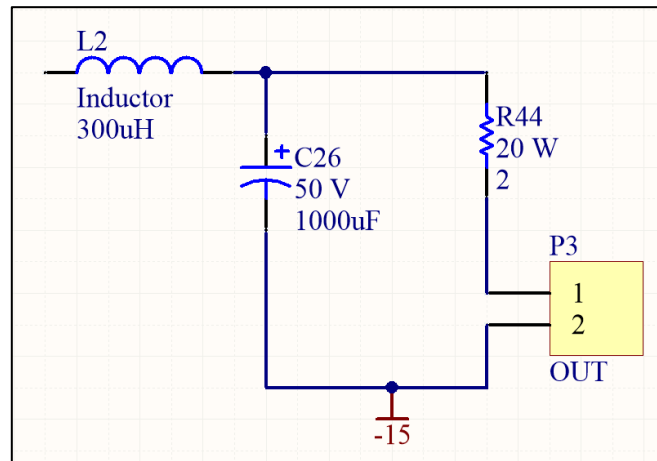 L2
Inductor
300uH
+
C26
50 V
1000uF
R44
20 W
2
P3
1
2
OUT
-15